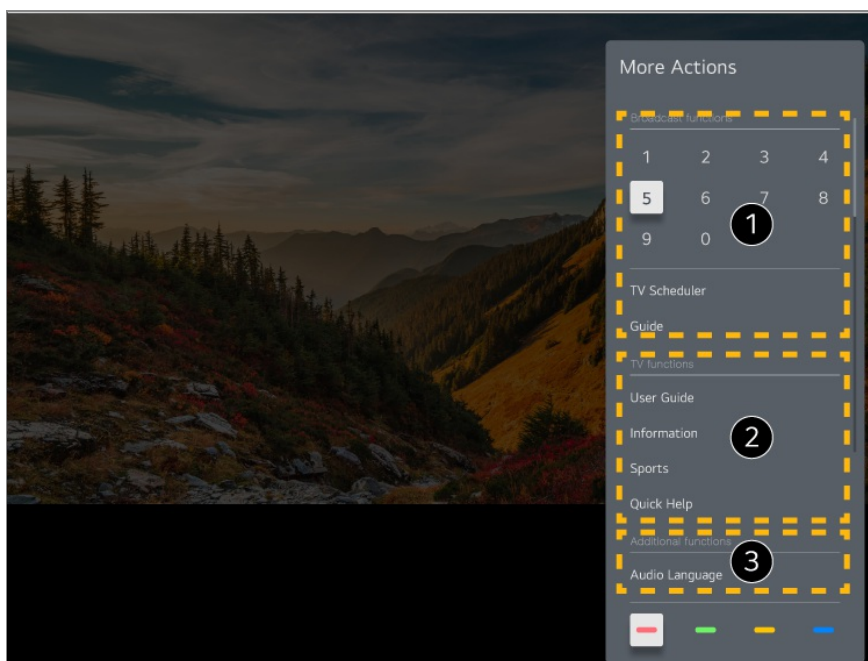 More Actions
Broadcast functions
1 2 3 4
5 6 7 8
1
9 0
TV Scheduler
Guide
TV functions
User Guide
Information
2
Sports
Quick Help
Additional functions
3
Audio Language